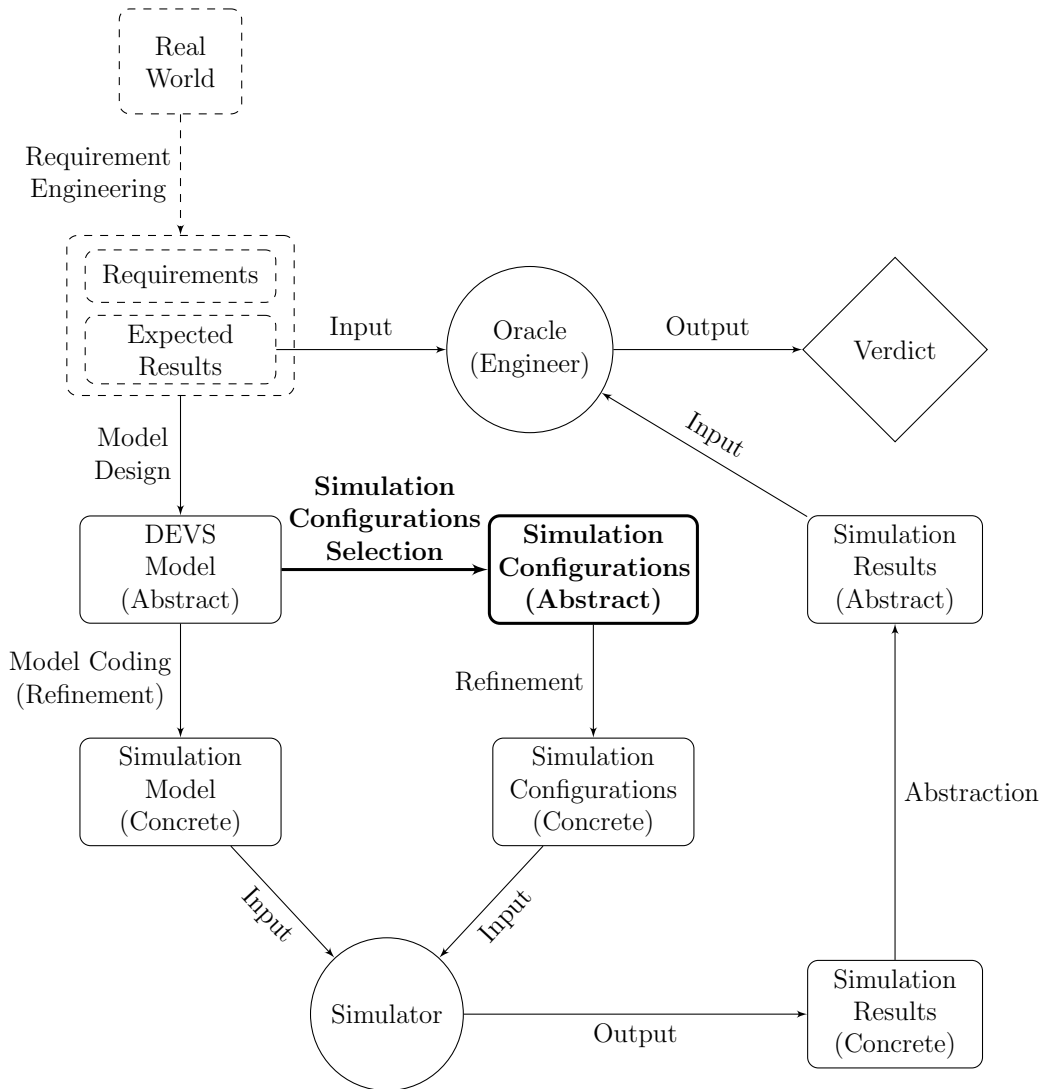 Real
World
Requirement
Engineering
Requirements
Expected
Results
Input
Oracle
(Engineer)
Output
Verdict
Model
Design
Input
Simulation
Configurations
Selection
DEVS
Model
(Abstract)
Simulation
Configurations
(Abstract)
Simulation
Results
(Abstract)
Model Coding
(Refinement)
Refinement
Abstraction
Simulation
Model
(Concrete)
Simulation
Configurations
(Concrete)
Input
Input
Simulator
Output
Simulation
Results
(Concrete)